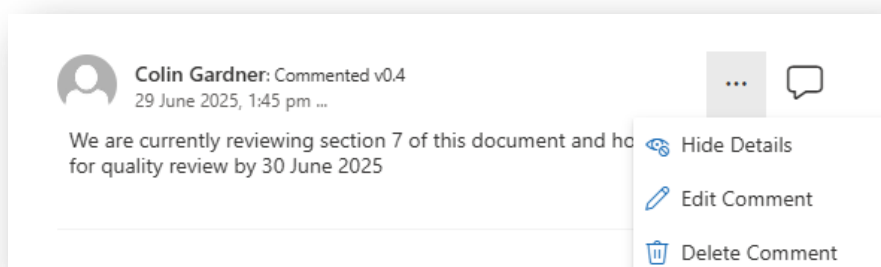 Colin Gardner: Commented v0.4
29 June 2025, 1:45 pm ...
...
We are currently reviewing section 7 of this document and
for quality review by 30 June 2025
Hide Details
Edit Comment
Delete Comment